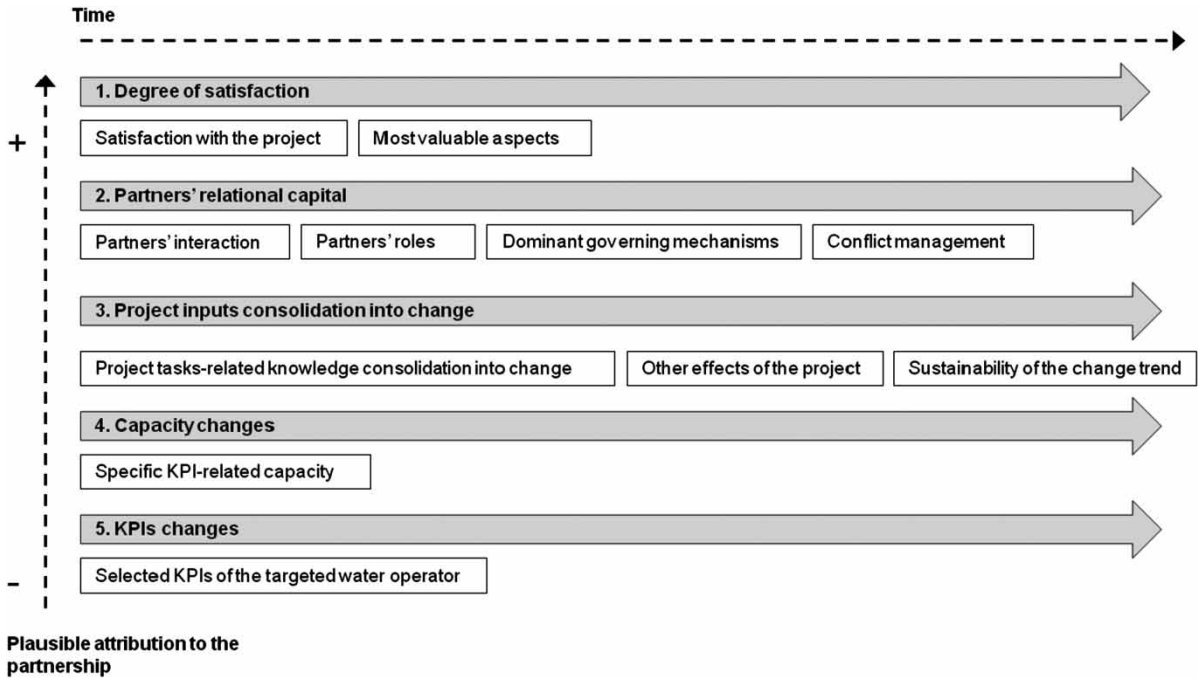 Time
1. Degree of satisfaction
+
Satisfaction with the project
Most valuable aspects
2. Partners' relational capital
Partners' interaction
Partners' roles
Dominant governing mechanisms
Conflict management
3. Project inputs consolidation into change
Project tasks-related knowledge consolidation into change
Other effects of the project
Sustainability of the change trend
4. Capacity changes
Specific KPI-related capacity
5. KPIs changes
Selected KPIs of the targeted water operator
–
Plausible attribution to the
partnership